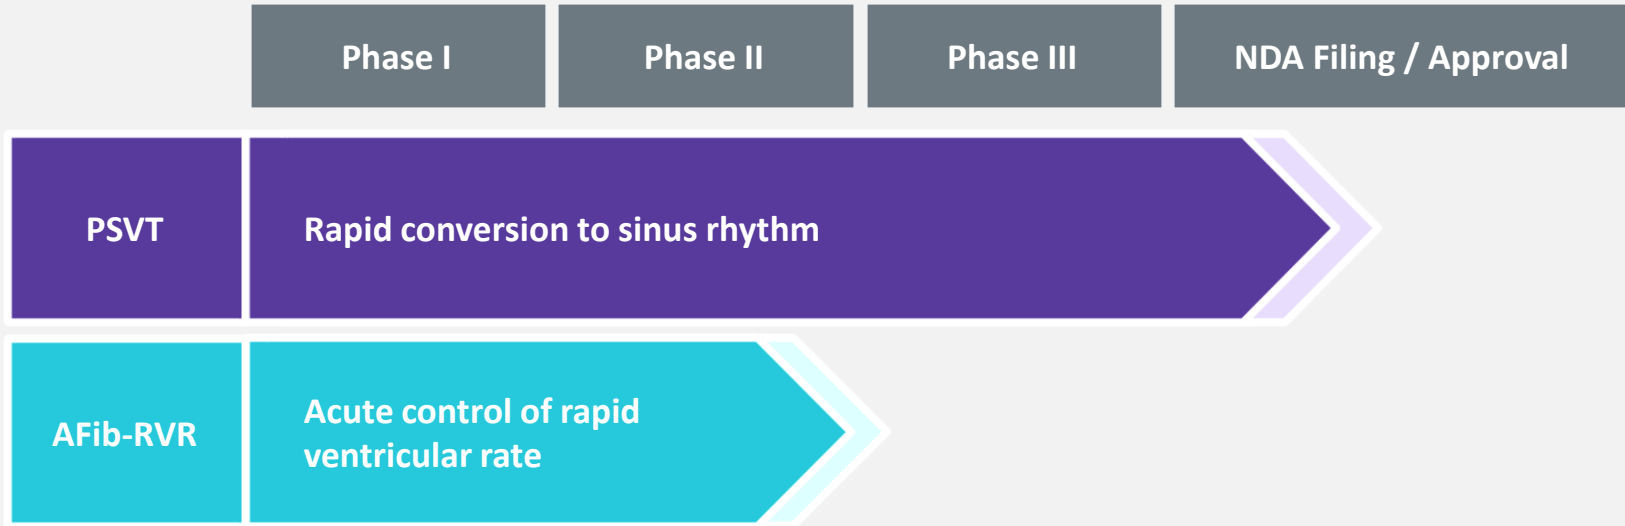 Phase I
Phase II
Phase III
NDA Filing / Approval
PSVT
Rapid conversion to sinus rhythm
AFib-RVR
Acute control of rapid
ventricular rate